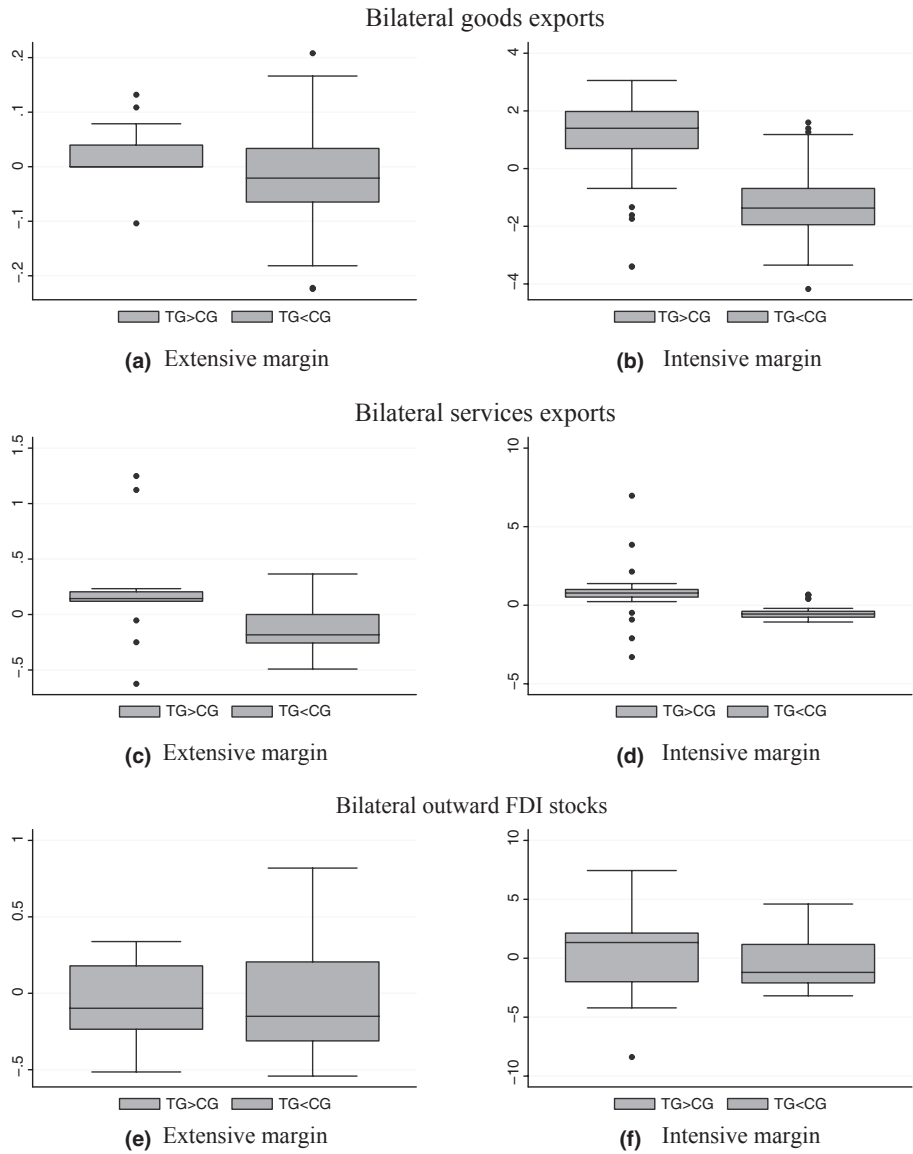 Bilateral goods exports
.2
.1
0
-.1
-.2
TG>CG TG<CG
(a) Extensive margin
4
2
0
-2
-4
TG>CG TG<CG
(b) Intensive margin
Bilateral services exports
1.5
1
.5
0
-.5
TG>CG TG<CG
(c) Extensive margin
10
5
0
-5
TG>CG TG<CG
(d) Intensive margin
Bilateral outward FDI stocks
1
0.5
0
-.5
TG>CG TG<CG
(e) Extensive margin
10
5
0
-5
-10
TG>CG TG<CG
(f) Intensive margin